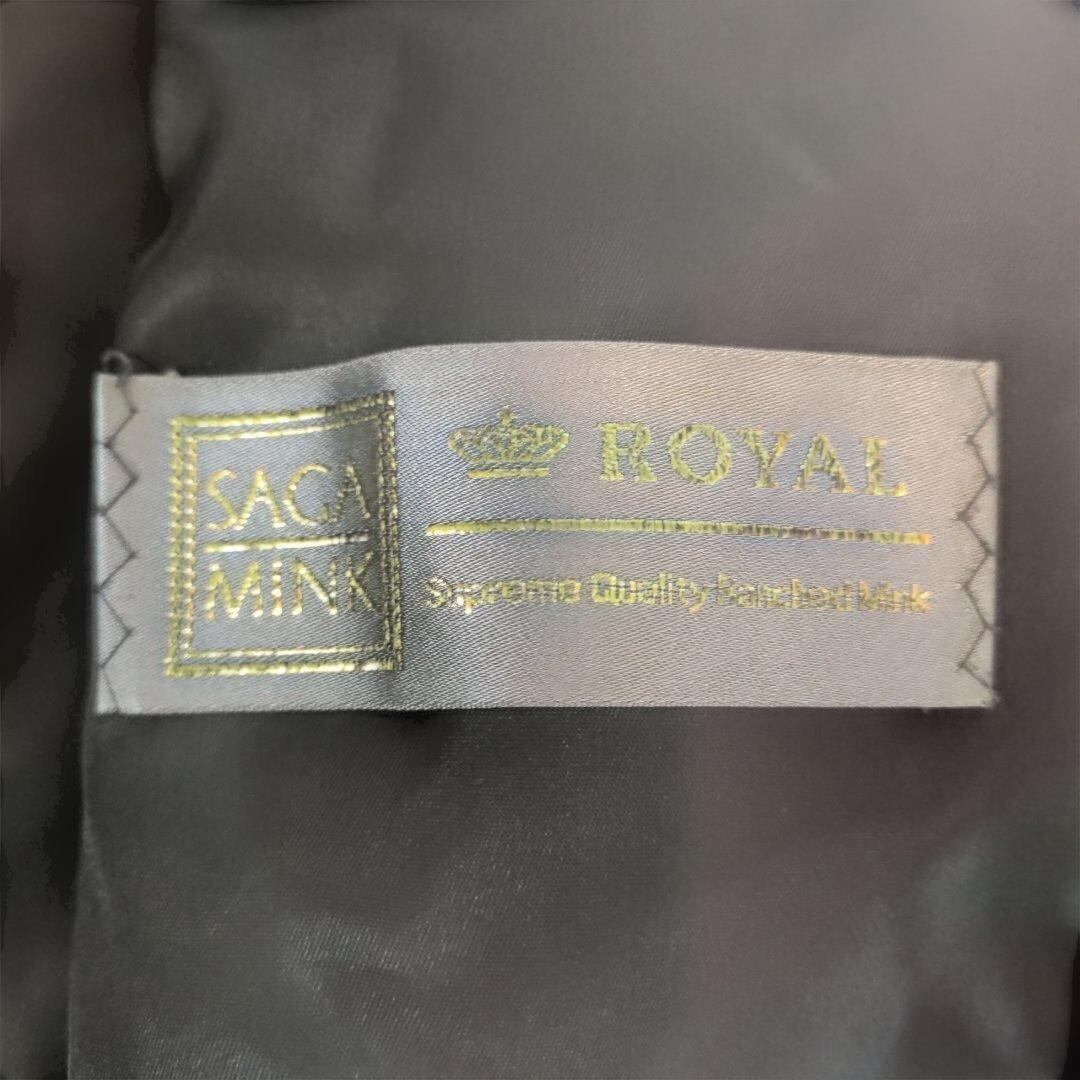 SAGA
MINK
ROYAL
Supreme Quality Ranched Mink